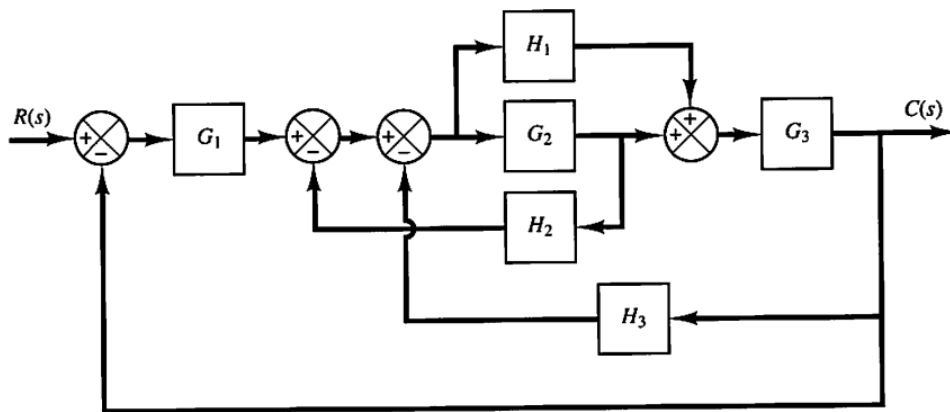 H₁
R(s)
+
−
G₁
+
−
+
−
G₂
+
+
G₃
C(s)
H₂
H₃